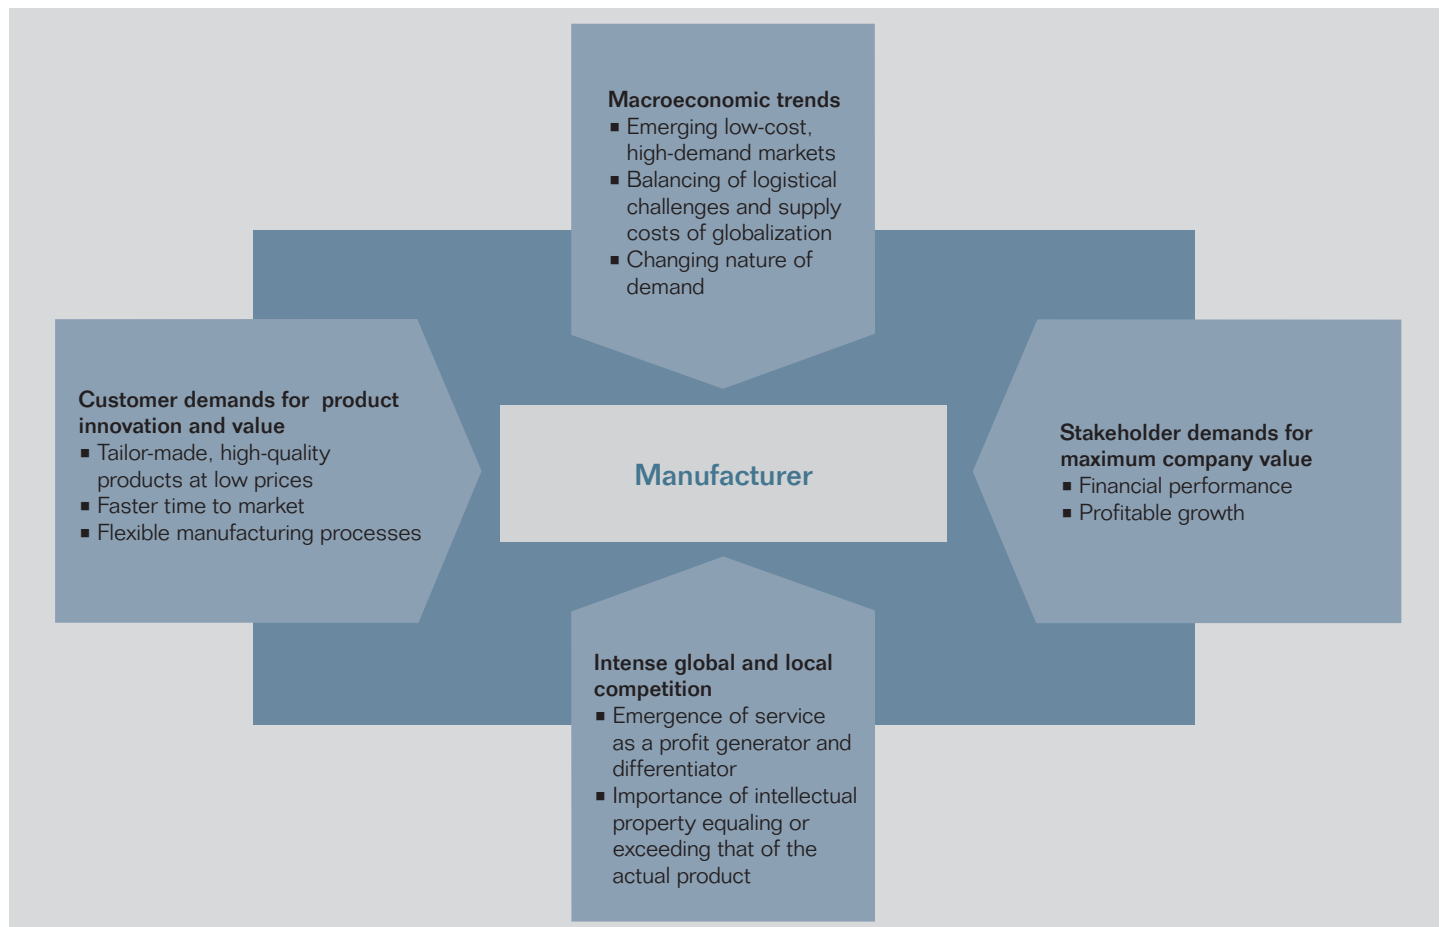 Macroeconomic trends
▪ Emerging low-cost,
high-demand markets
▪ Balancing of logistical
challenges and supply
costs of globalization
▪ Changing nature of
demand
Customer demands for product
innovation and value
▪ Tailor-made, high-quality
products at low prices
▪ Faster time to market
▪ Flexible manufacturing processes
Manufacturer
Stakeholder demands for
maximum company value
▪ Financial performance
▪ Profitable growth
Intense global and local
competition
▪ Emergence of service
as a profit generator and
differentiator
▪ Importance of intellectual
property equaling or
exceeding that of the
actual product